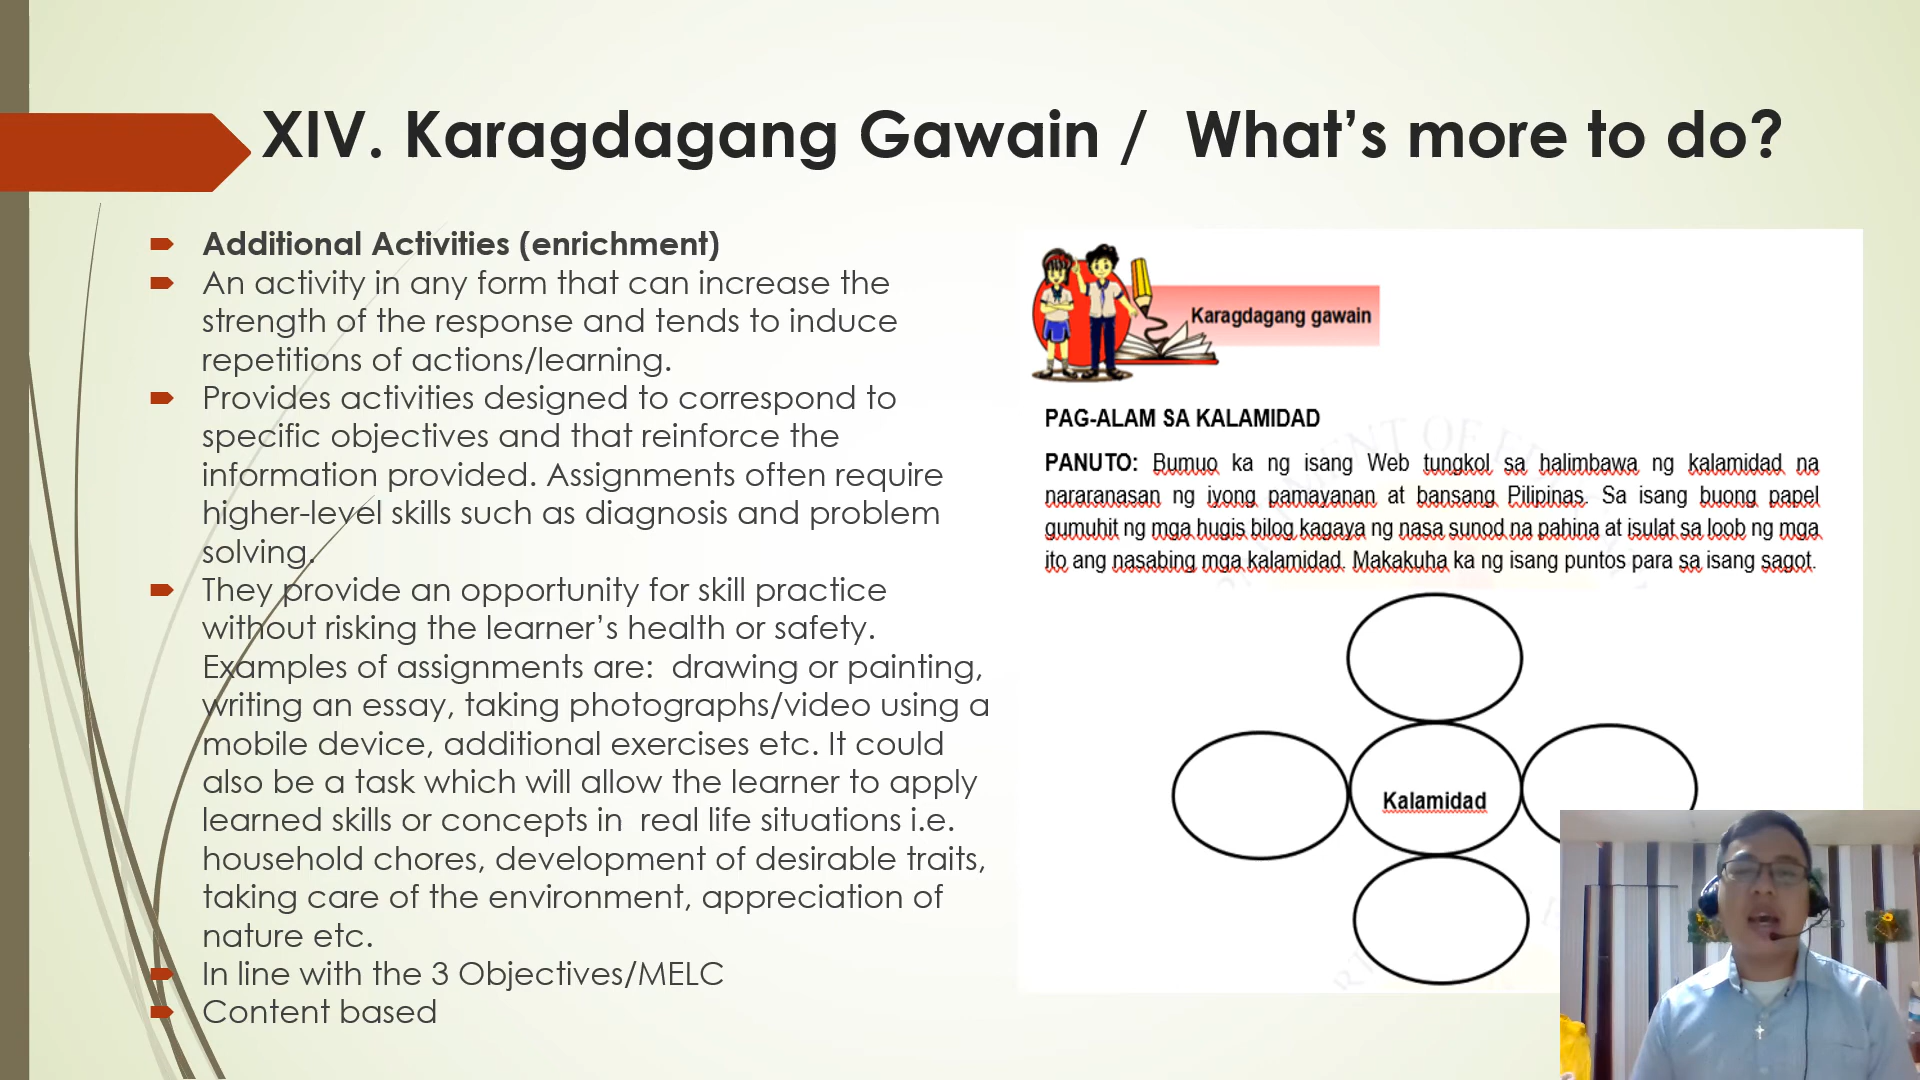 XIV. Karagdagang Gawain /  What’s more to do?
Additional Activities (enrichment)
An activity in any form that can increase the
strength of the response and tends to induce
repetitions of actions/learning.
Provides activities designed to correspond to
specific objectives and that reinforce the
information provided. Assignments often require
higher-level skills such as diagnosis and problem
solving.
They provide an opportunity for skill practice
without risking the learner’s health or safety.
Examples of assignments are:  drawing or painting,
writing an essay, taking photographs/video using a
mobile device, additional exercises etc. It could
also be a task which will allow the learner to apply
learned skills or concepts in  real life situations i.e.
household chores, development of desirable traits,
taking care of the environment, appreciation of
nature etc.
In line with the 3 Objectives/MELC
Content based
Karagdagang gawain
PAG-ALAM SA KALAMIDAD
PANUTO: Bumuo ka ng isang Web tungkol sa halimbawa ng kalamidad na
nararanasan ng iyong pamayanan at bansang Pilipinas. Sa isang buong papel
gumuhit ng mga hugis bilog kagaya ng nasa sunod na pahina at isulat sa loob ng mga
ito ang nasabing mga kalamidad. Makakuha ka ng isang puntos para sa isang sagot.
Kalamidad